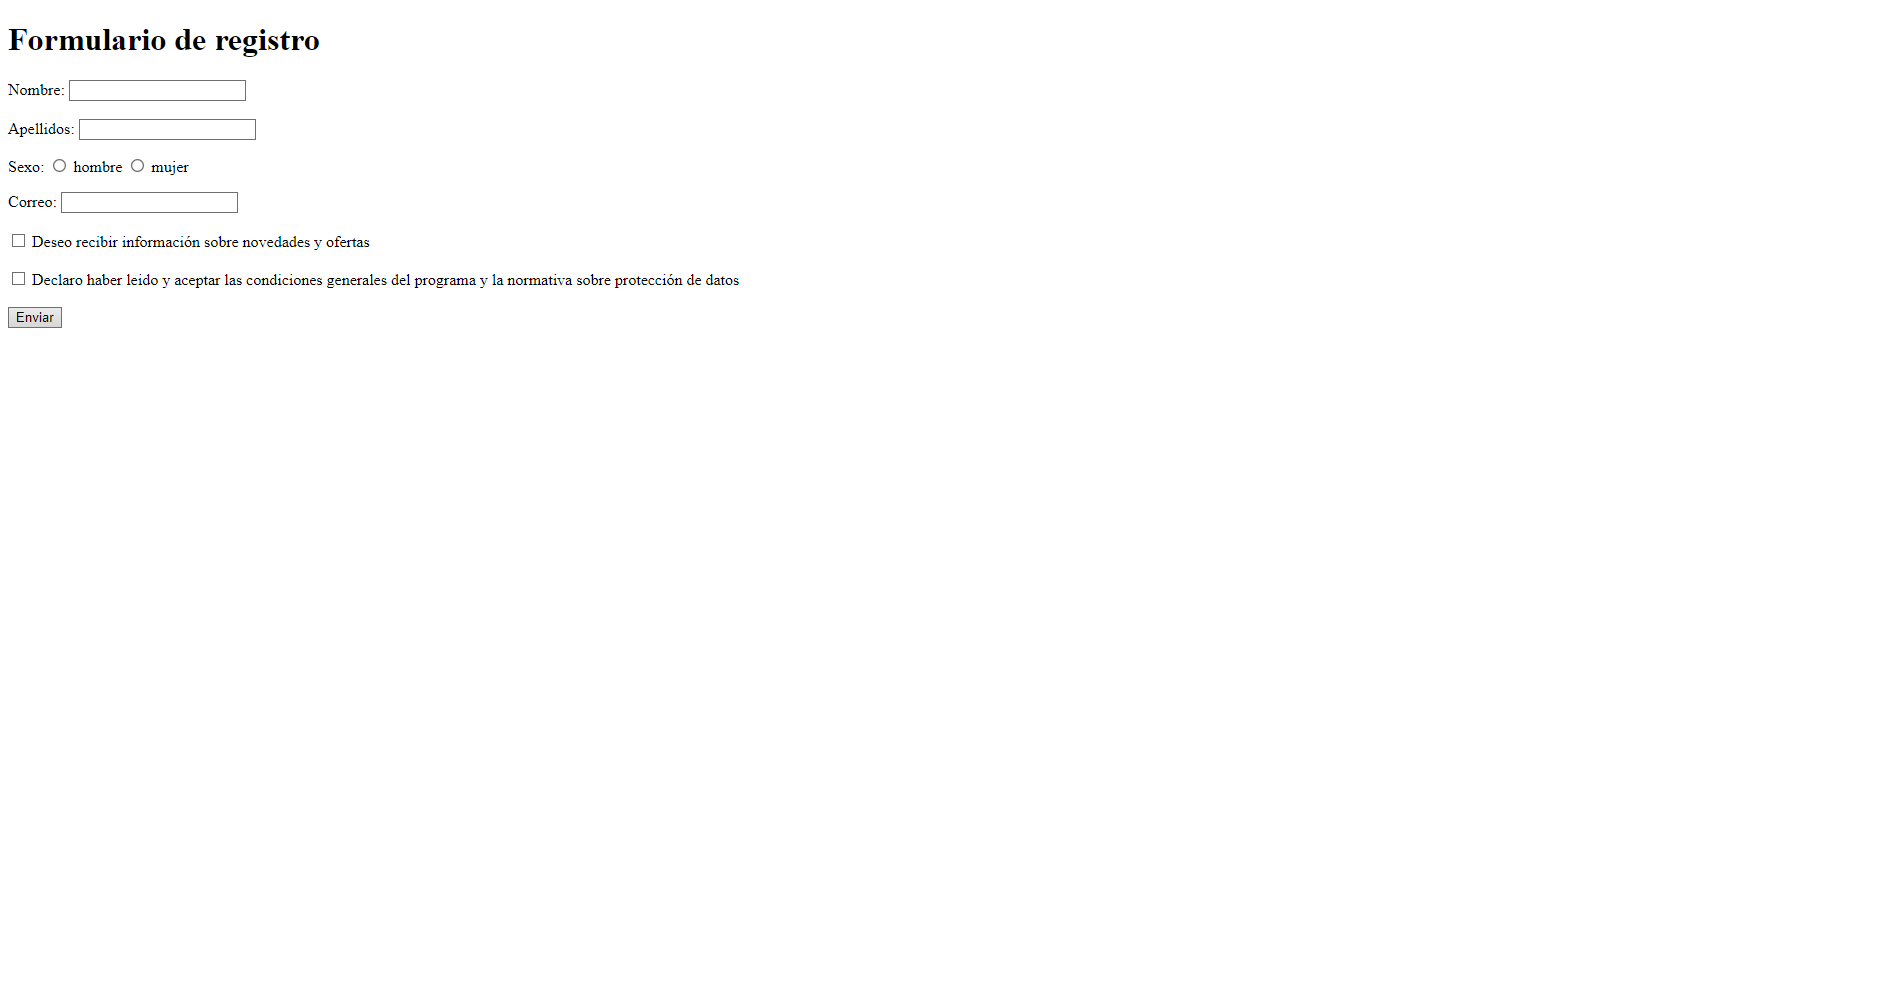 Formulario de registro
Nombre:
Apellidos:
Sexo: hombre mujer
Correo:
Deseo recibir información sobre novedades y ofertas
Declaro haber leido y aceptar las condiciones generales del programa y la normativa sobre protección de datos
Enviar